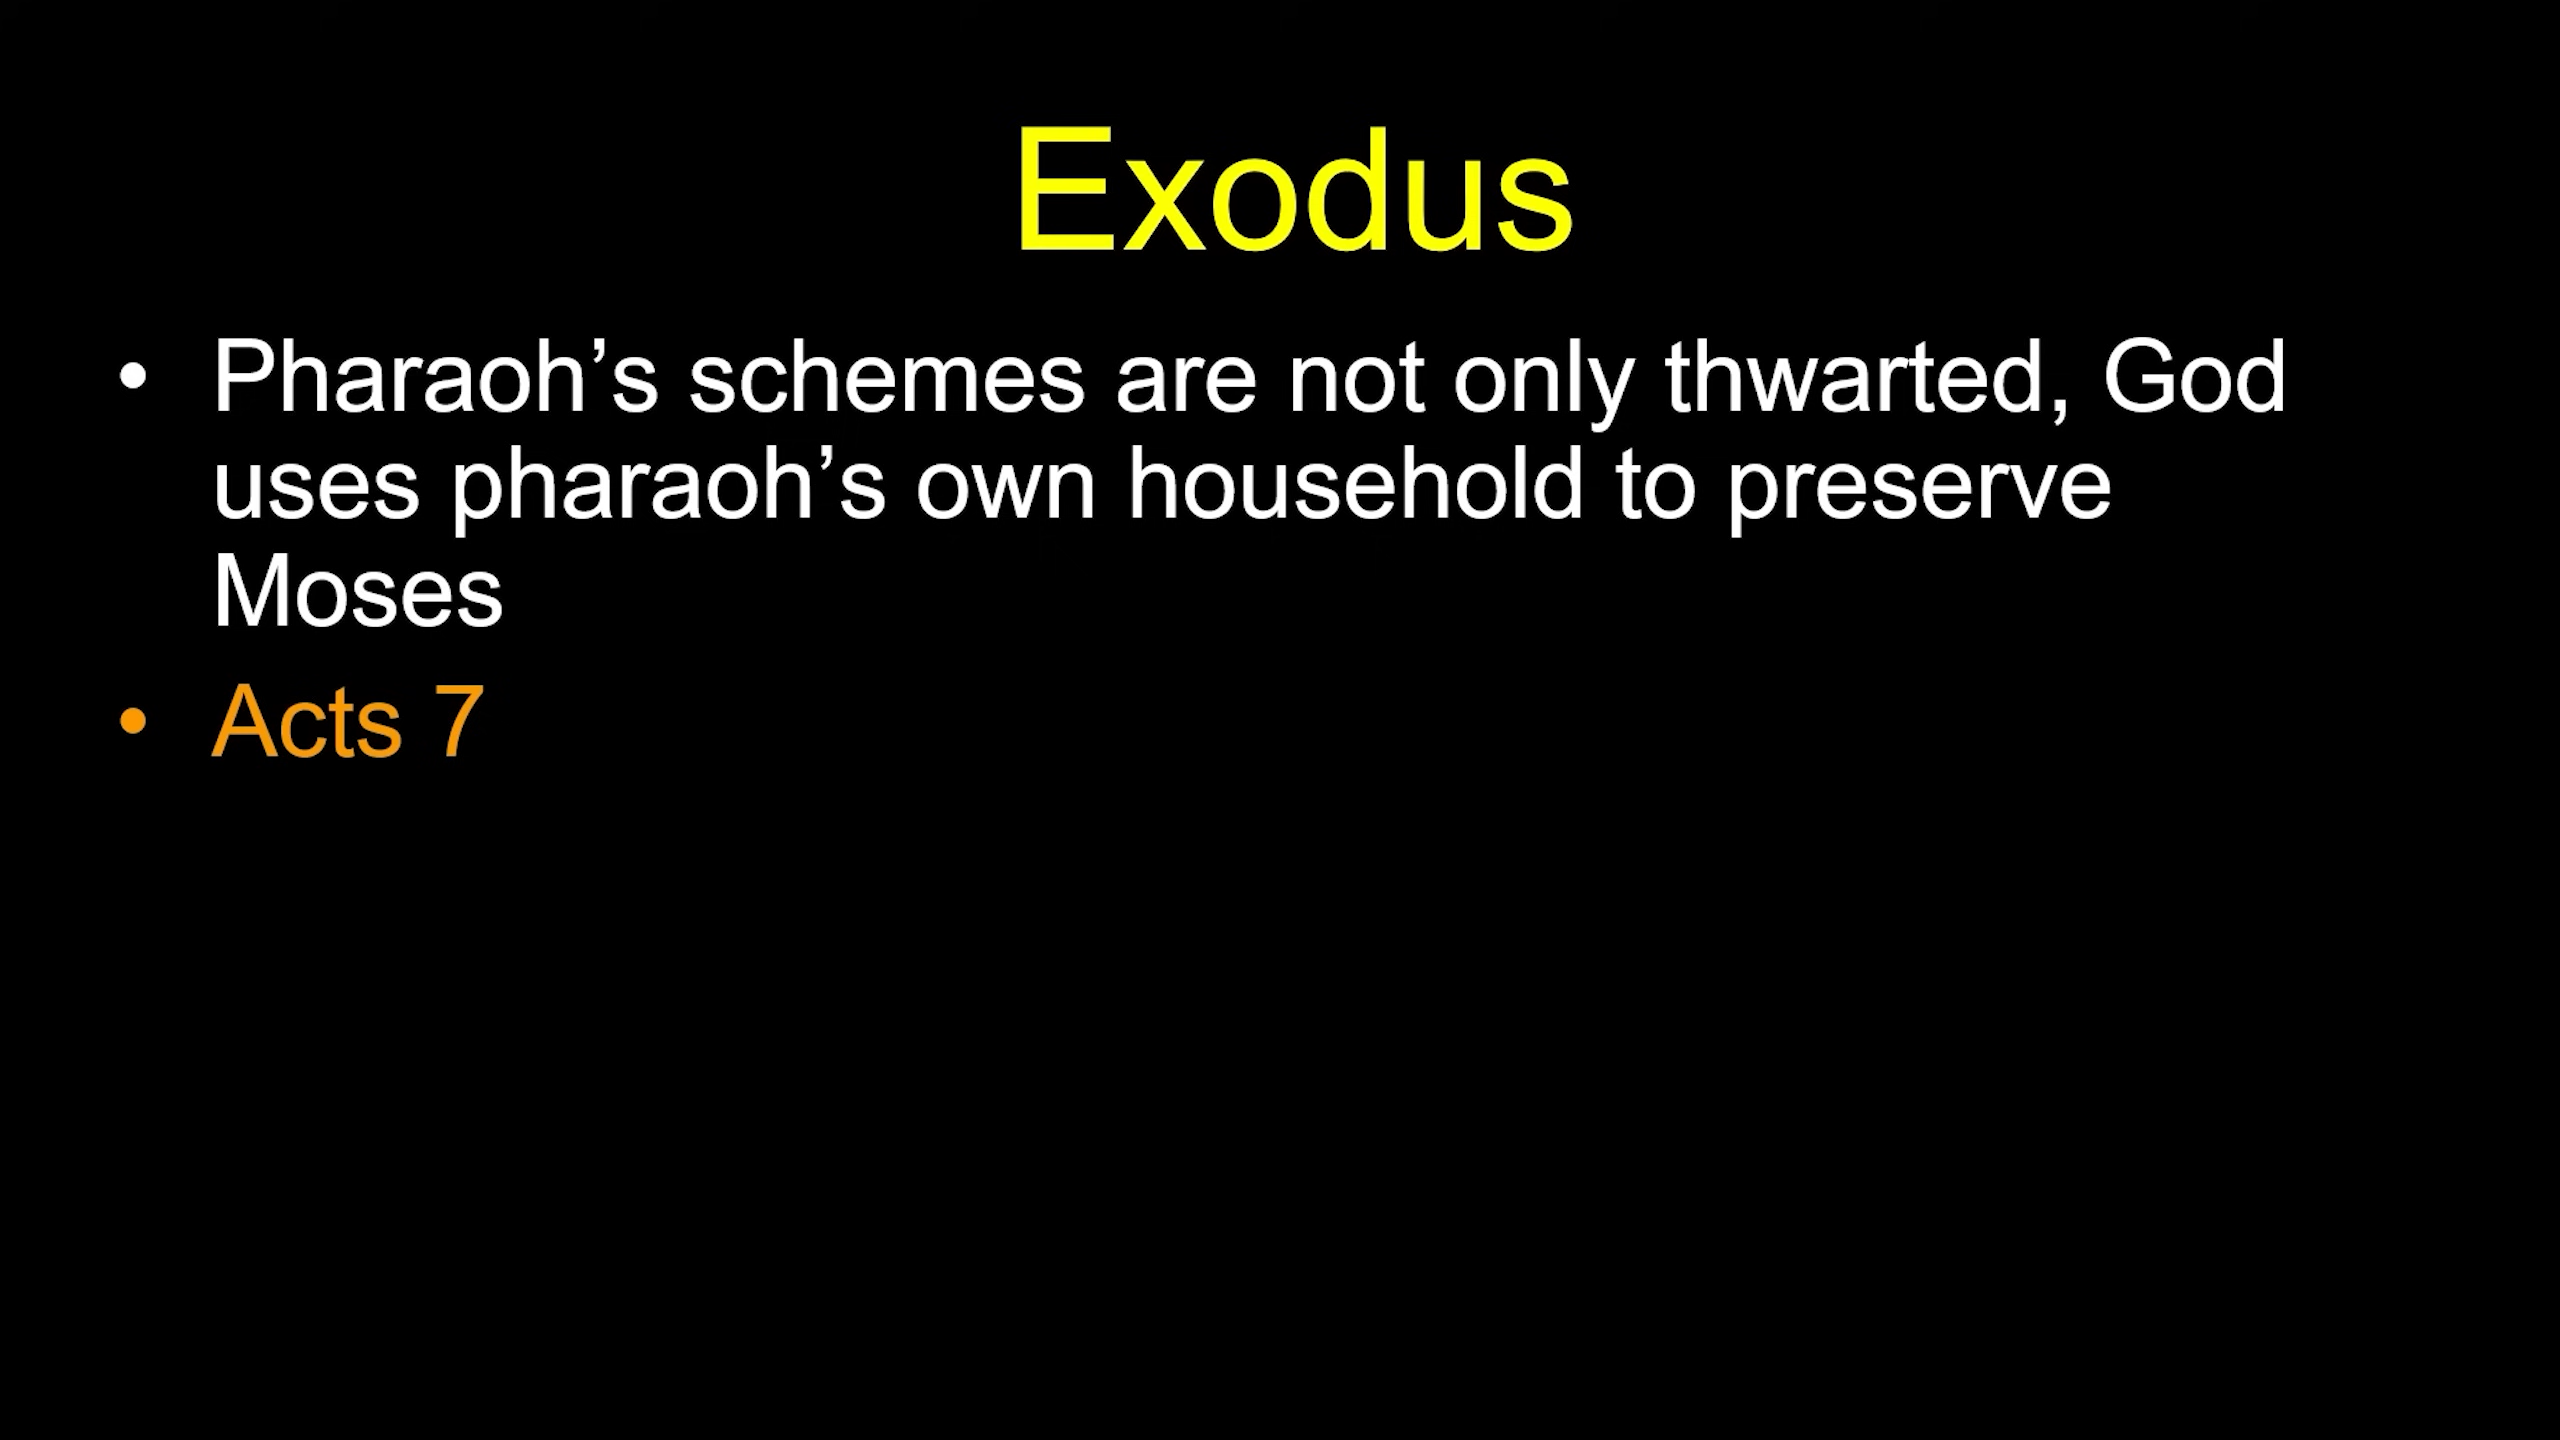 Exodus
• Pharaoh’s schemes are not only thwarted, God
uses pharaoh’s own household to preserve
Moses
• Acts 7